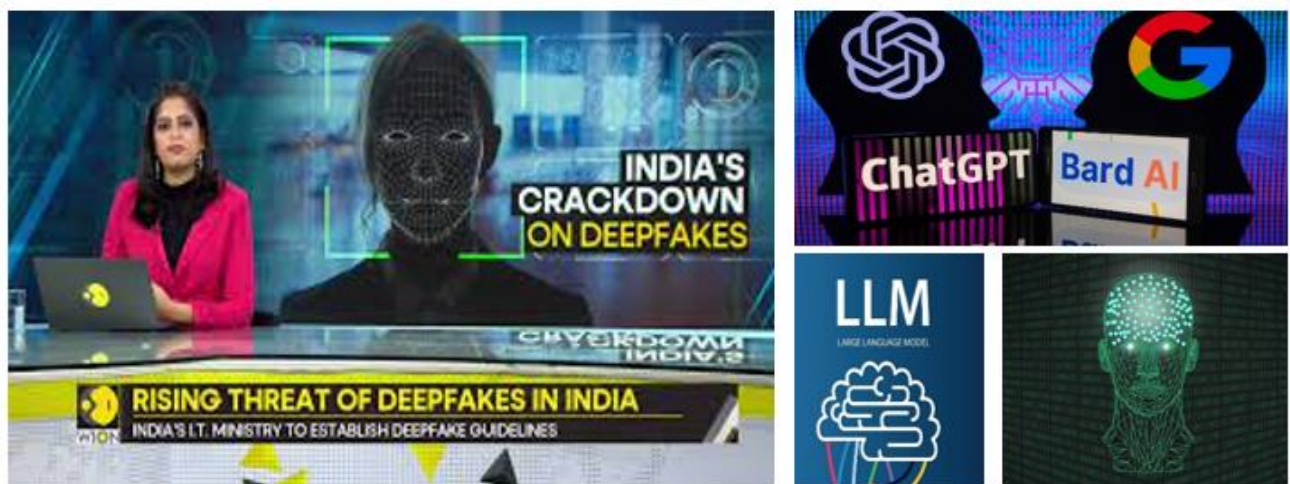 INDIA'S
CRACKDOWN
ON DEEPFAKES
RISING THREAT OF DEEPFAKES IN INDIA
INDIA'S I.T. MINISTRY TO ESTABLISH DEEPFAKE GUIDELINES
WION
ChatGPT
Bard AI
LLM
LARGE LANGUAGE MODEL